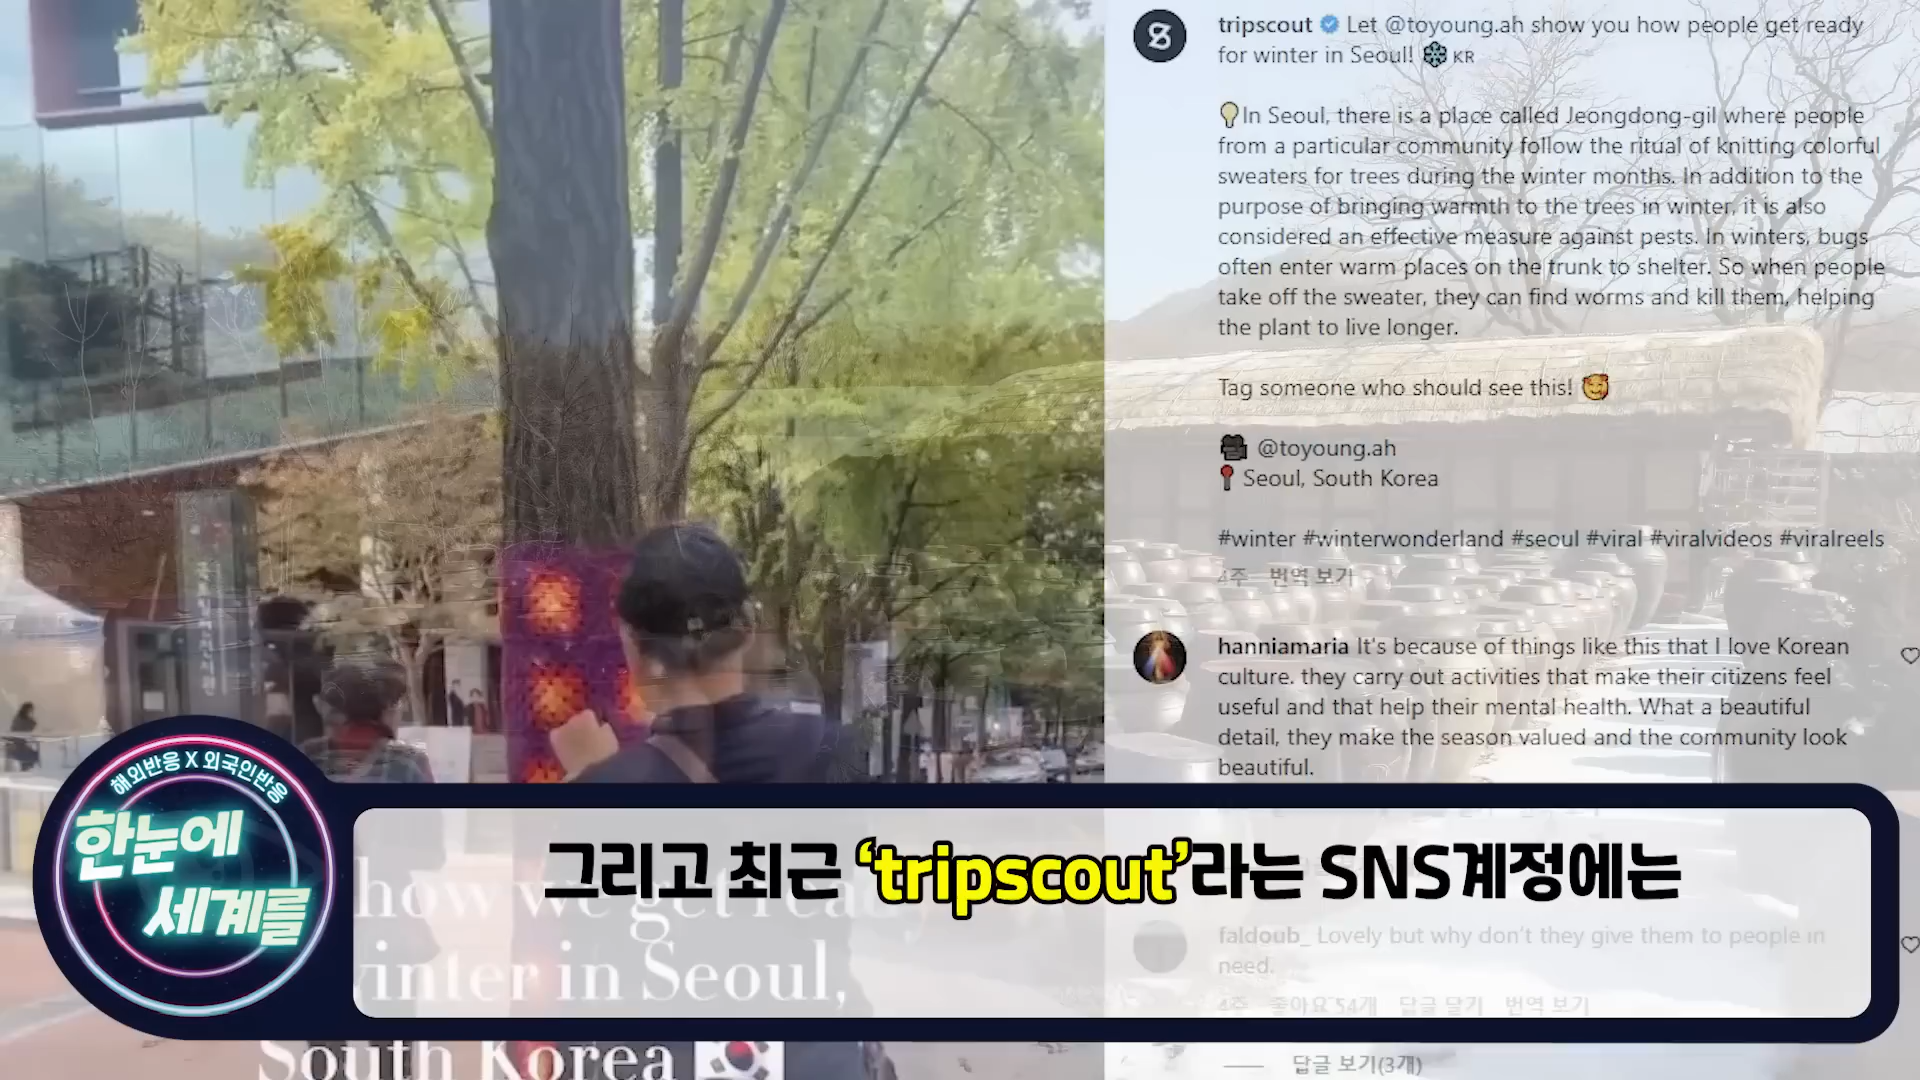 tripscout Let @toyoung.ah show you how people get ready
for winter in Seoul! KR
In Seoul, there is a place called Jeongdong-gil where people
from a particular community follow the ritual of knitting colorful
sweaters for trees during the winter months. In addition to the
purpose of bringing warmth to the trees in winter, it is also
considered an effective measure against pests. In winters, bugs
often enter warm places on the trunk to shelter. So when people
take off the sweater, they can find worms and kill them, helping
the plant to live longer.
Tag someone who should see this!
@toyoung.ah
Seoul, South Korea
#winter #winterwonderland #seoul #viral #viralvideos #viralreels
4주 번역 보기
hanniamaria It's because of things like this that I love Korean
culture. they carry out activities that make their citizens feel
useful and that help their mental health. What a beautiful
detail, they make the season valued and the community look
beautiful.
faldoub_ Lovely but why don't they give them to people in
need.
4주 좋아요 54개 답글 달기 번역 보기
답글 보기(3개)
해외반응 X 외국인반응
한눈에
세계를
그리고 최근 ‘tripscout’라는 SNS계정에는
how we get ready
winter in Seoul,
South Korea